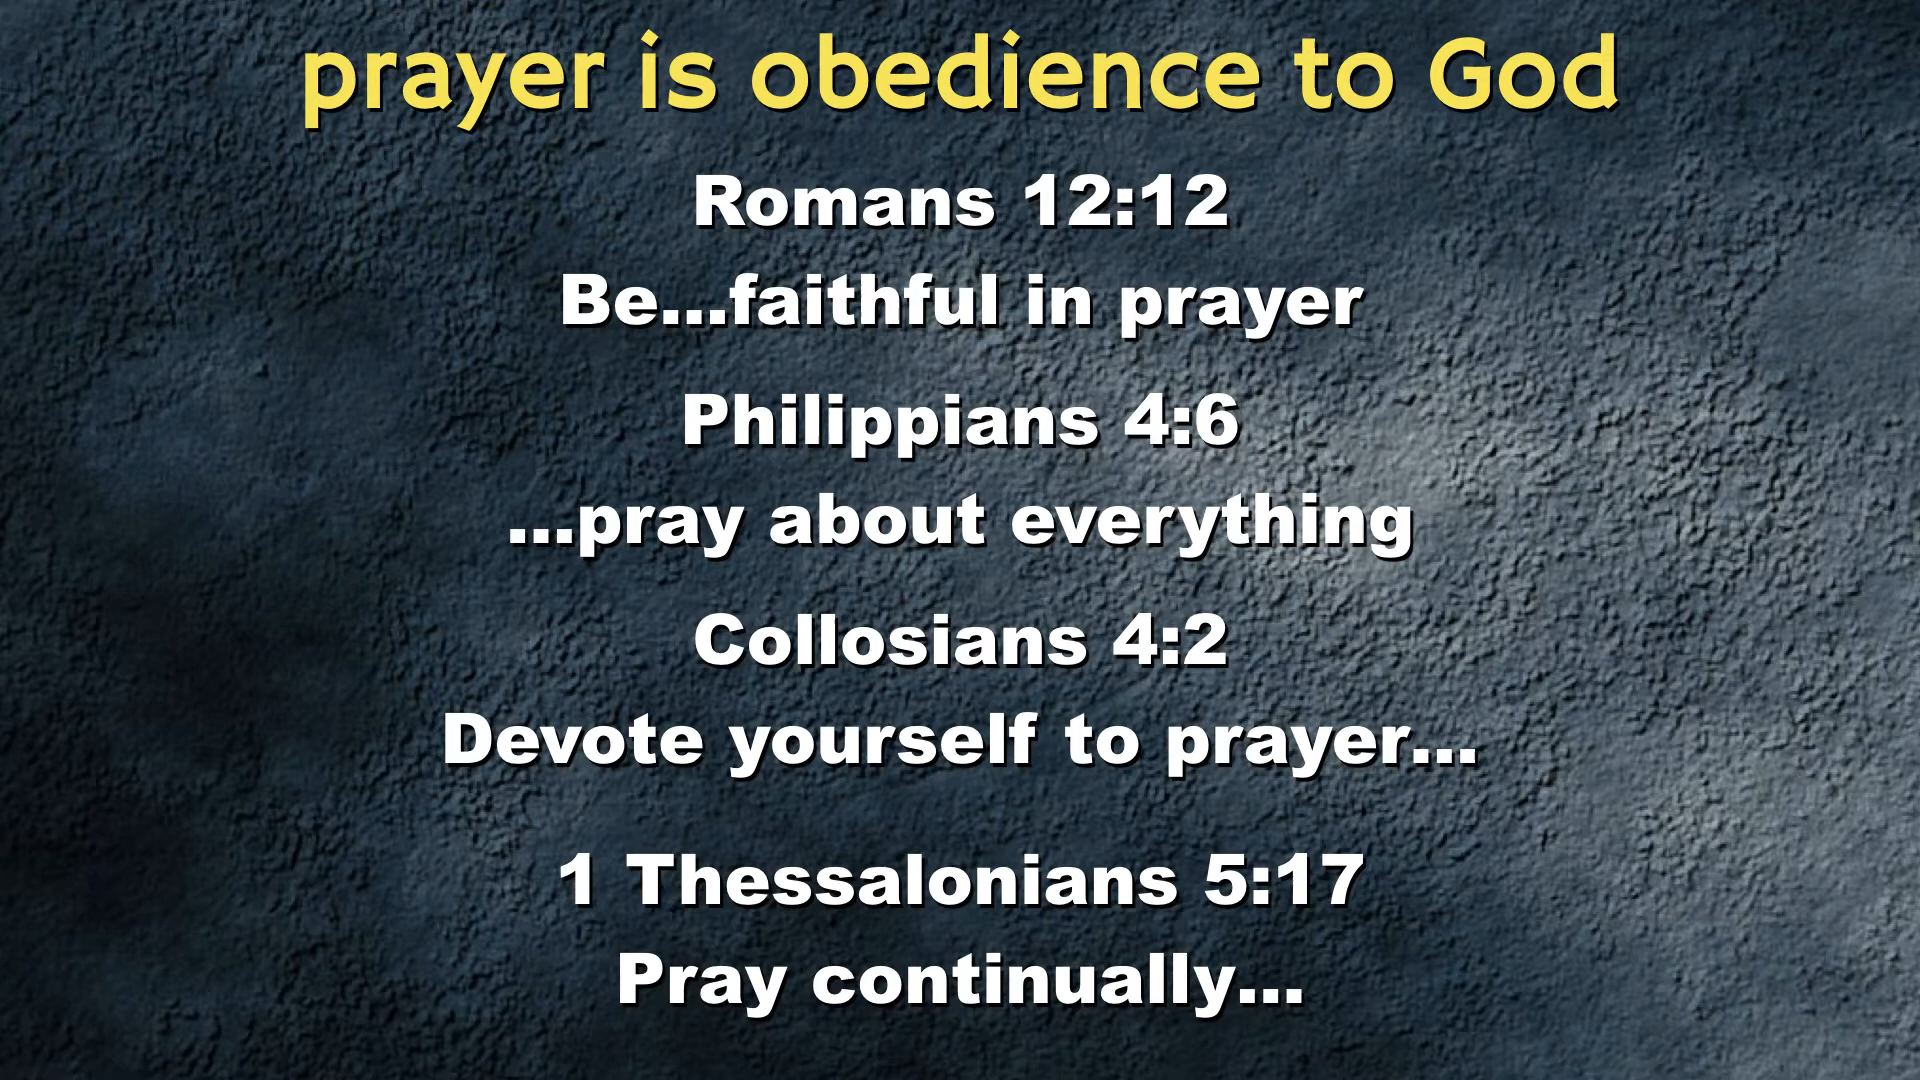 prayer is obedience to God
Romans 12:12
Be...faithful in prayer
Philippians 4:6
...pray about everything
Collosians 4:2
Devote yourself to prayer...
1 Thessalonians 5:17
Pray continually...